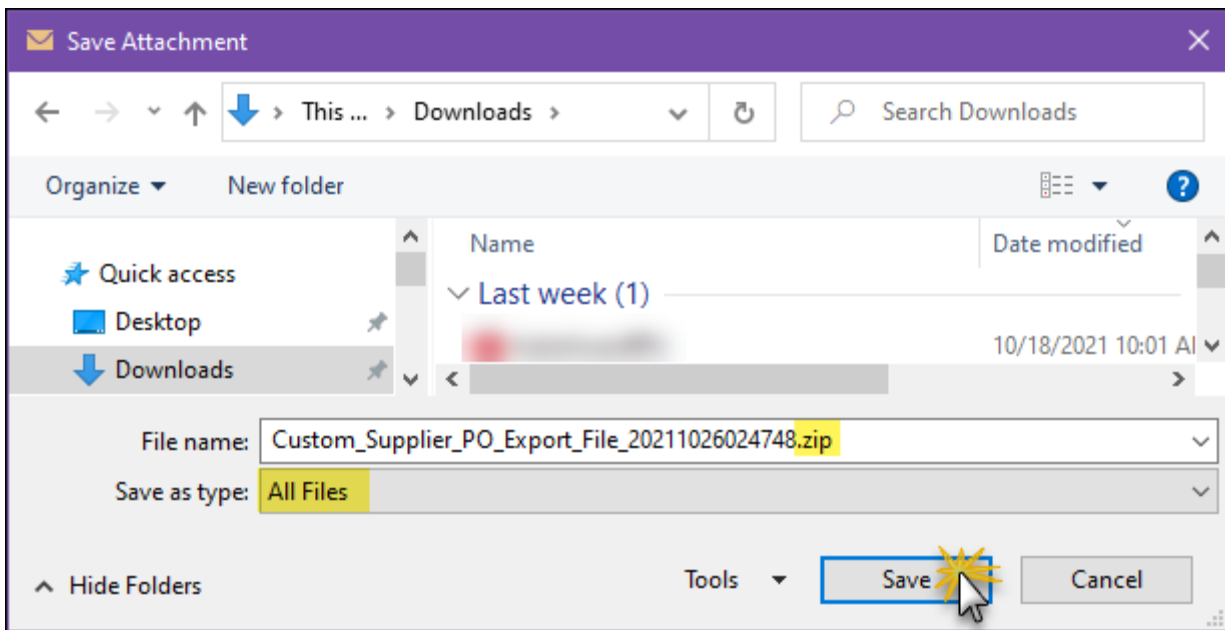 Save Attachment
This ... > Downloads >
Search Downloads
Organize
New folder
?
Name
Date modified
Quick access
Last week (1)
Desktop
10/18/2021 10:01 A
Downloads
File name: Custom_Supplier_PO_Export_File_20211026024748.zip
Save as type: All Files
Hide Folders
Tools
Save
Cancel